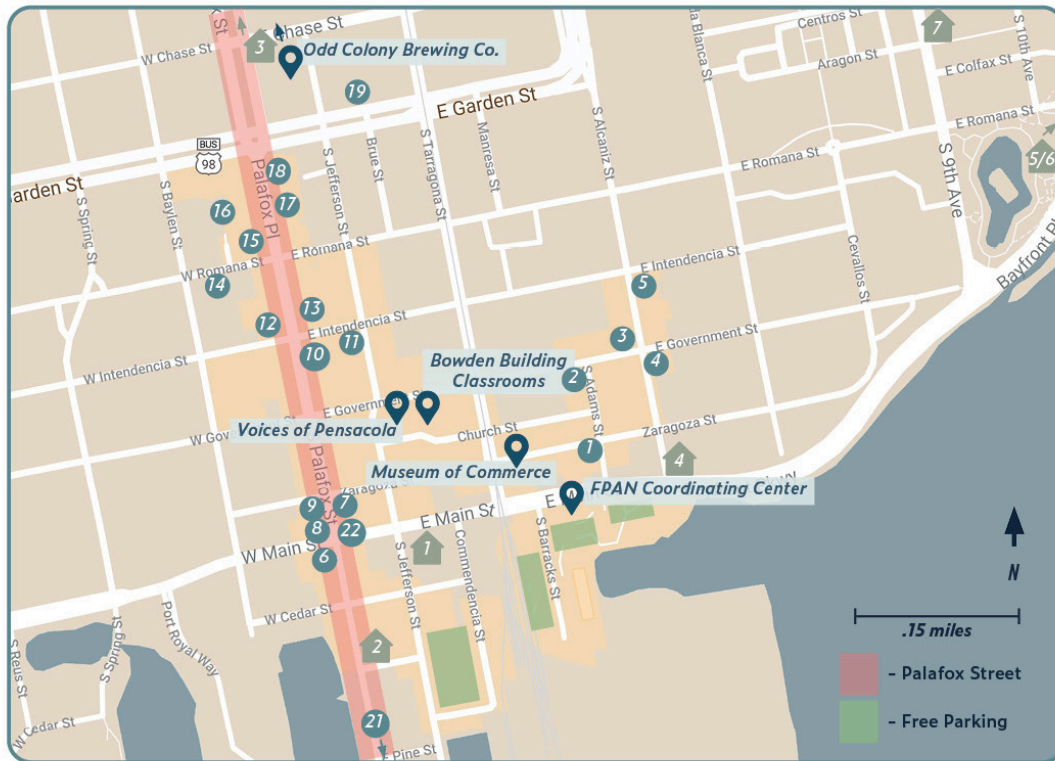 W Chase St
E Chase St
3
Odd Colony Brewing Co.
Centros St
7
S 10th Ave
Aragon St
E Colfax St
19
E Garden St
S Alcaniz St
E Romana St
BUS
98
Palafox Pl
18
S Jefferson St
Brue St
S Tarragona St
Manresa St
E Romana St
S 9th Ave
5/6
Garden St
S Spring St
S Baylen St
16
17
15
E Romana St
W Romana St
14
Cevallos St
E Intendencia St
5
13
12
E Intendencia St
11
10
3
E Government St
4
W Intendencia St
Bowden Building
Classrooms
2
S Adams St
E Government St
Voices of Pensacola
Church St
Zaragoza St
1
Museum of Commerce
4
FPAN Coordinating Center
Palafox St
9
7
8
22
E Main St
W Main St
6
1
S Barracks St
S Jefferson St
Commendencia St
W Cedar St
2
Port Royal Way
S Spring St
S Reus St
W Cedar St
21
E Pine St
N
.15 miles
- Palafox Street
- Free Parking